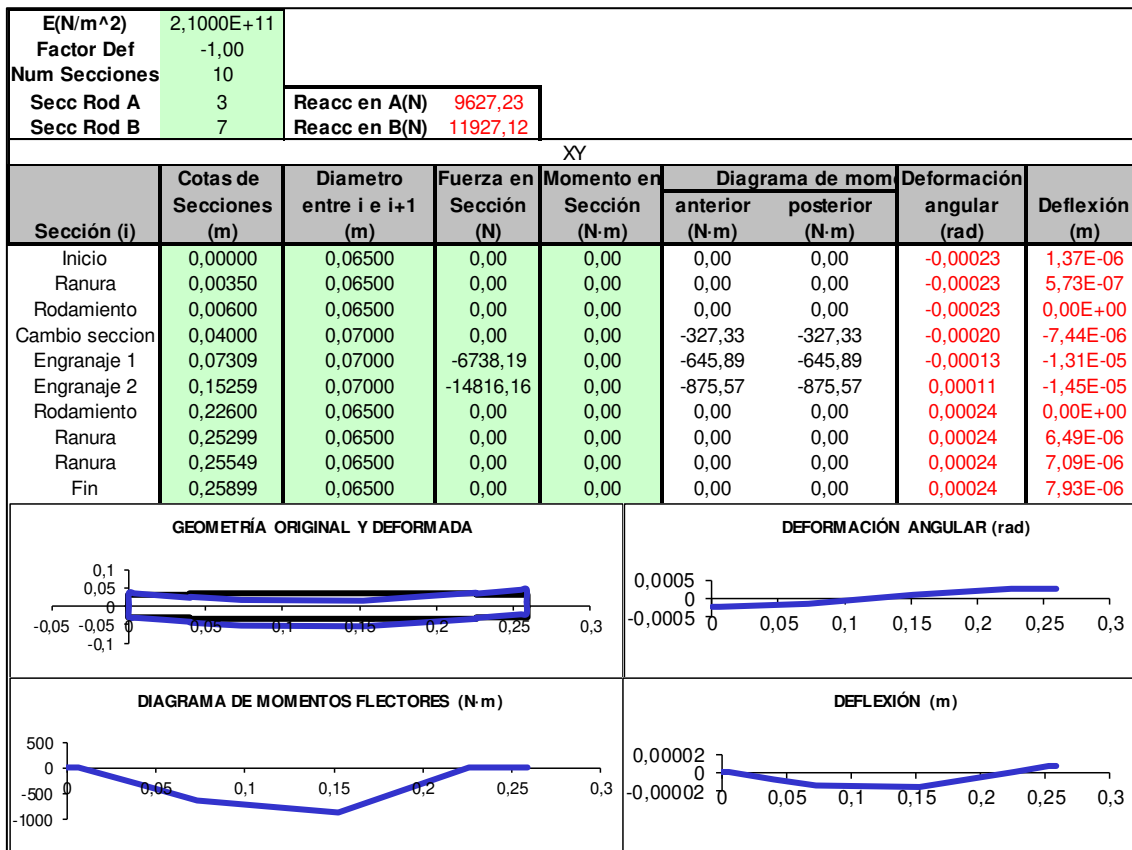 E(N/m^2) 2,1000E+11
Factor Def -1,00
Num Secciones 10
Secc Rod A 3 Reacc en A(N) 9627,23
Secc Rod B 7 Reacc en B(N) 11927,12
XY
Cotas de Diametro Fuerza en Momento en Diagrama de mom Deformación
Secciones entre i e i+1 Sección Sección anterior posterior angular Deflexión
Sección (i) (m) (m) (N) (N·m) (N·m) (N·m) (rad) (m)
Inicio 0,00000 0,06500 0,00 0,00 0,00 0,00 -0,00023 1,37E-06
Ranura 0,00350 0,06500 0,00 0,00 0,00 0,00 -0,00023 5,73E-07
Rodamiento 0,00600 0,06500 0,00 0,00 0,00 0,00 -0,00023 0,00E+00
Cambio seccion 0,04000 0,07000 0,00 0,00 -327,33 -327,33 -0,00020 -7,44E-06
Engranaje 1 0,07309 0,07000 -6738,19 0,00 -645,89 -645,89 -0,00013 -1,31E-05
Engranaje 2 0,15259 0,07000 -14816,16 0,00 -875,57 -875,57 0,00011 -1,45E-05
Rodamiento 0,22600 0,06500 0,00 0,00 0,00 0,00 0,00024 0,00E+00
Ranura 0,25299 0,06500 0,00 0,00 0,00 0,00 0,00024 6,49E-06
Ranura 0,25549 0,06500 0,00 0,00 0,00 0,00 0,00024 7,09E-06
Fin 0,25899 0,06500 0,00 0,00 0,00 0,00 0,00024 7,93E-06
GEOMETRÍA ORIGINAL Y DEFORMADA
0,1
0,05
0
-0,05 -0,05 0 0,05 0,1 0,15 0,2 0,25 0,3
-0,1
DEFORMACIÓN ANGULAR (rad)
0,0005
0
-0,0005 0 0,05 0,1 0,15 0,2 0,25 0,3
DIAGRAMA DE MOMENTOS FLECTORES (N·m)
500
0
-500 0 0,05 0,1 0,15 0,2 0,25 0,3
-1000
DEFLEXIÓN (m)
0,00002
0
-0,00002 0 0,05 0,1 0,15 0,2 0,25 0,3